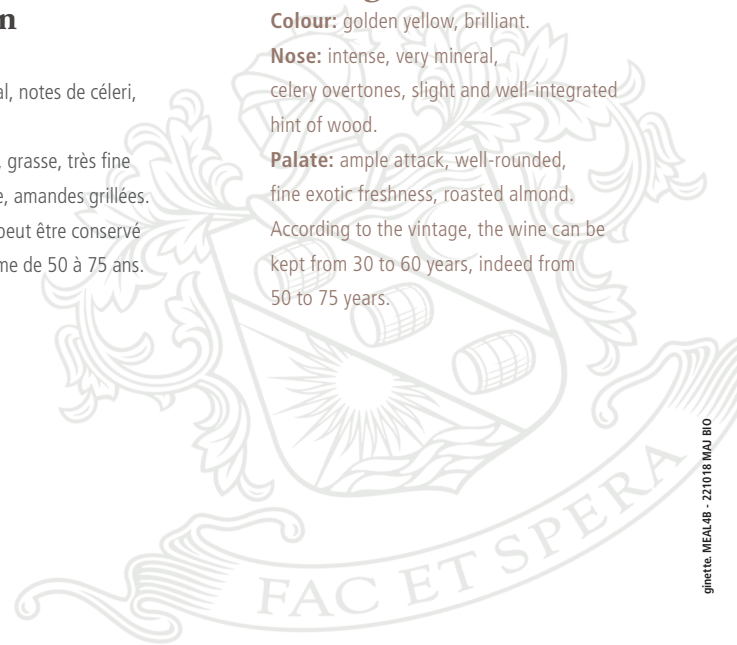 n
l, notes de céleri,
, grasse, très fine
e, amandes grillées.
peut être conservé
me de 50 à 75 ans.
Colour: golden yellow, brilliant.
Nose: intense, very mineral,
celery overtones, slight and well-integrated
hint of wood.
Palate: ample attack, well-rounded,
fine exotic freshness, roasted almond.
According to the vintage, the wine can be
kept from 30 to 60 years, indeed from
50 to 75 years.
FAC ET SPERA
ginette. MEAL4B - 221018 MAJ BIO